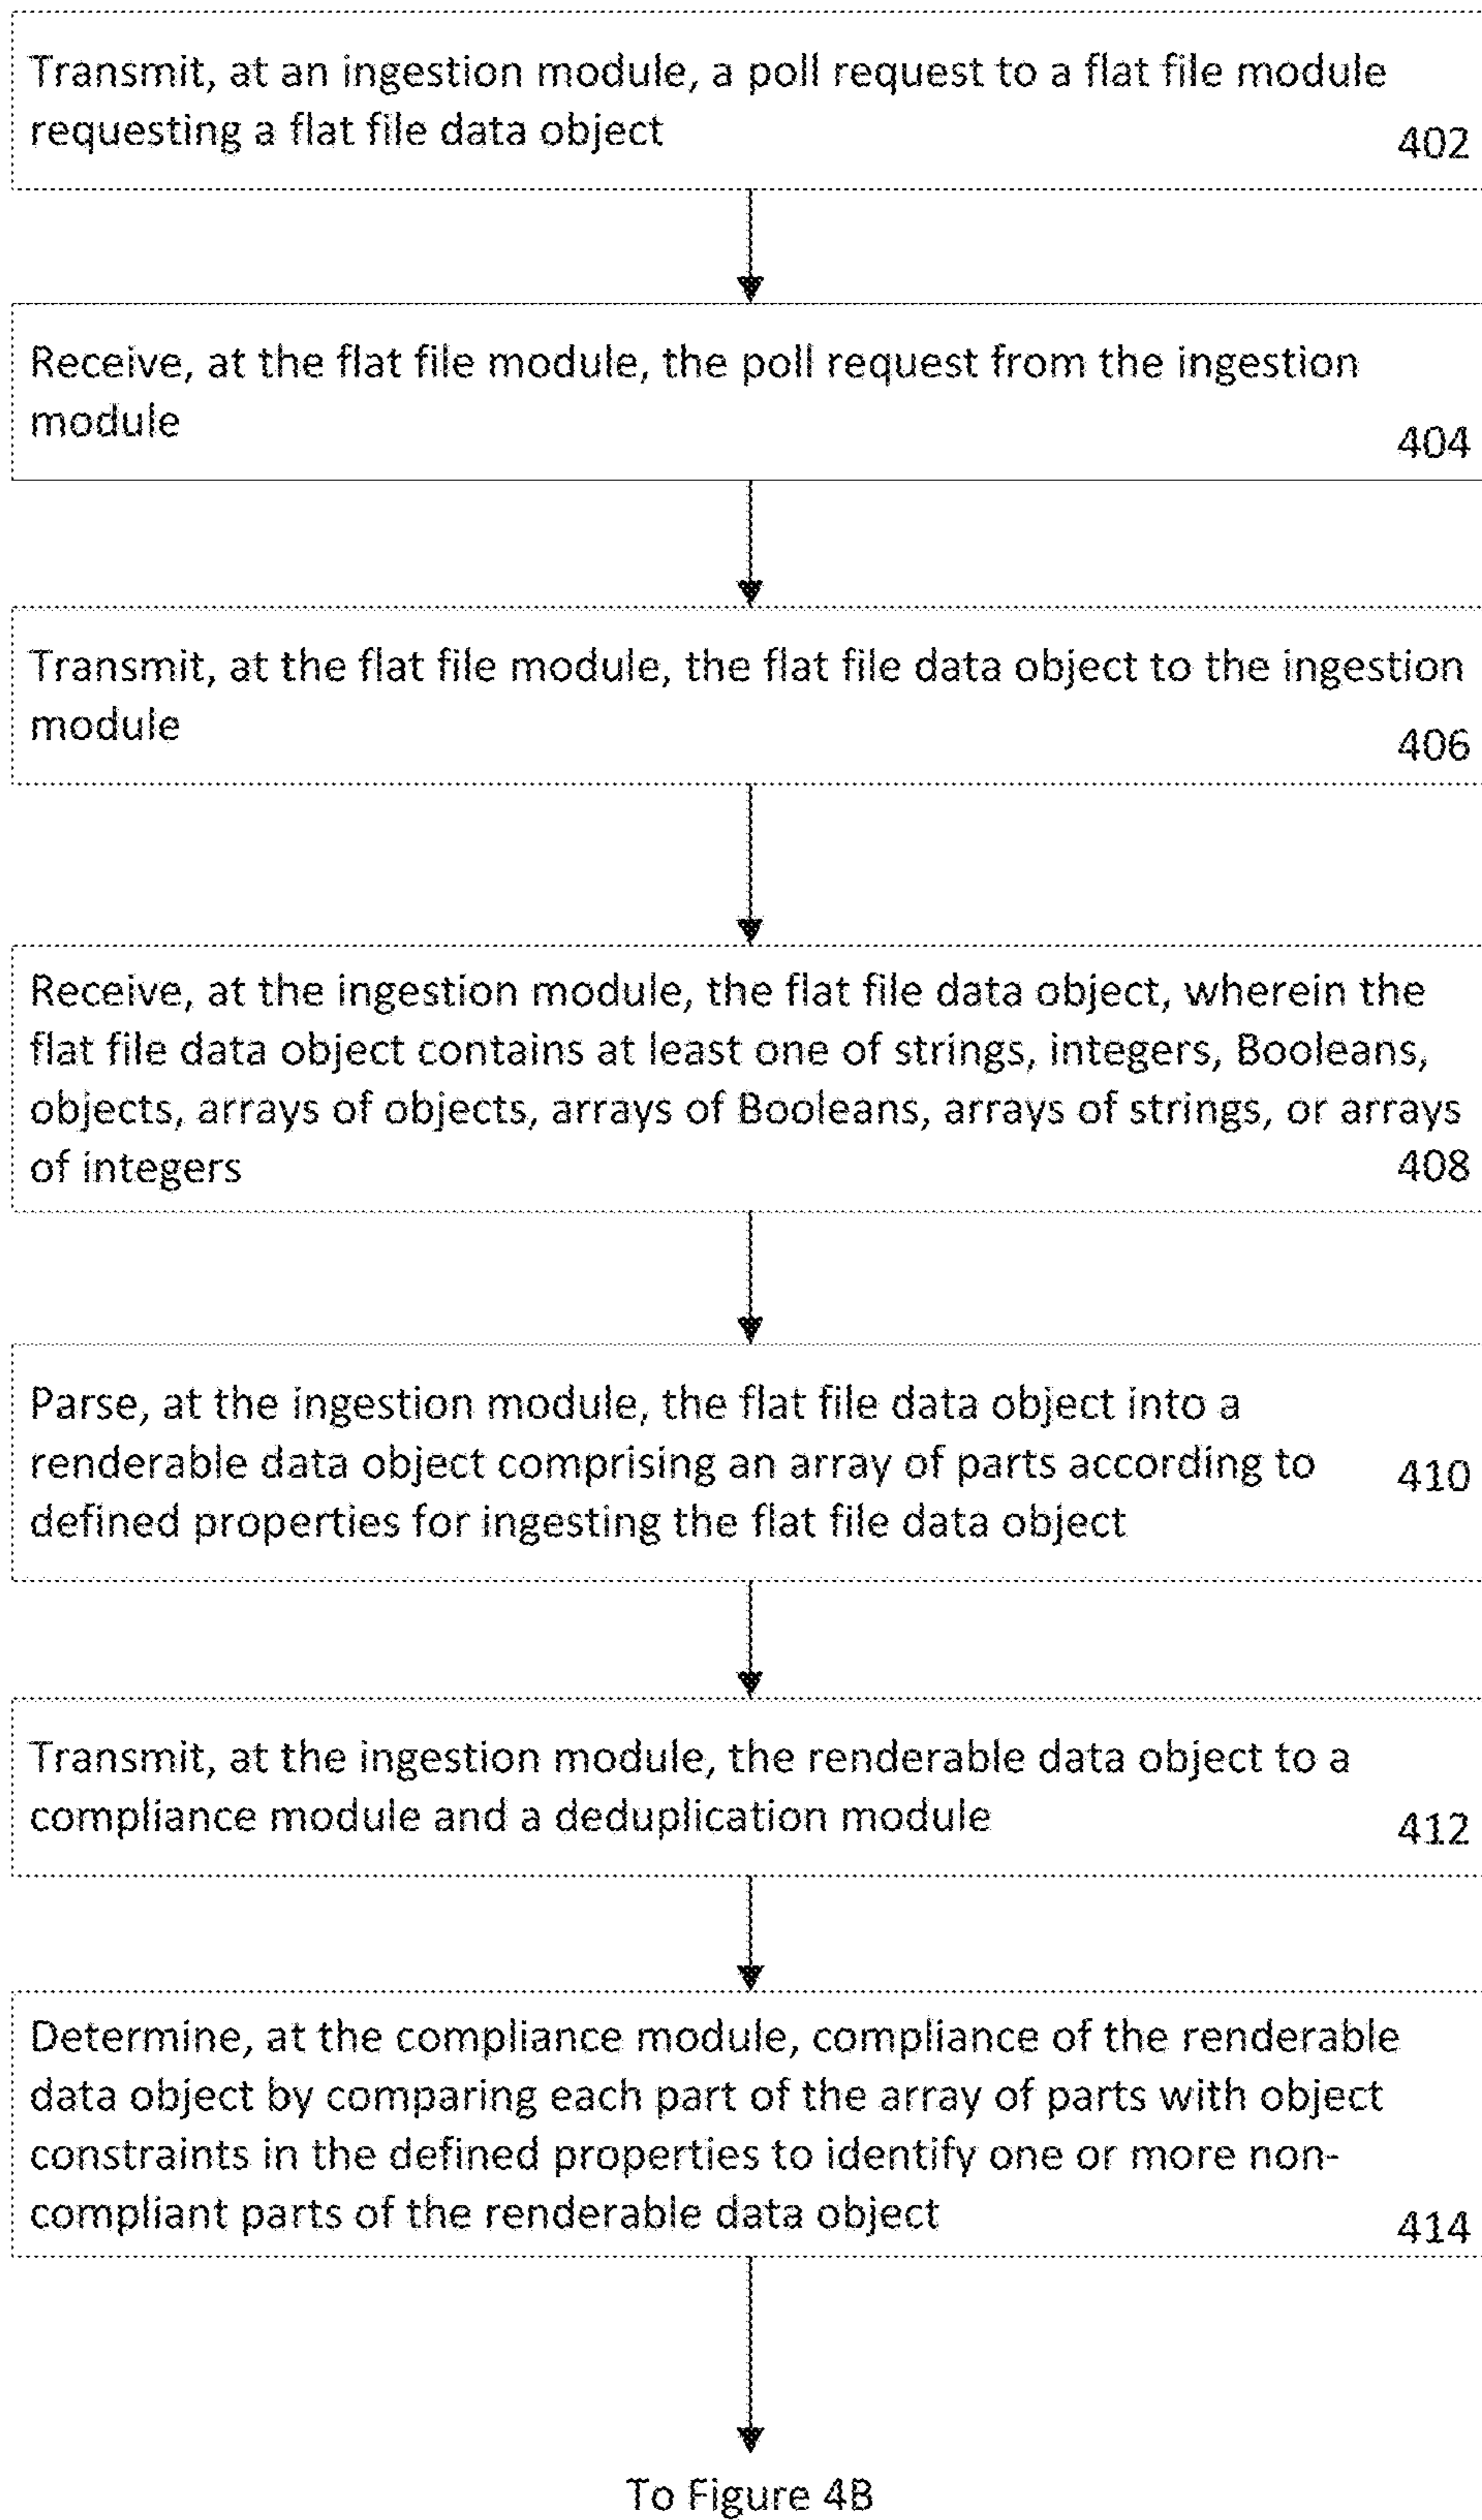 Transmit, at an ingestion module, a poll request to a flat file module
requesting a flat file data object
402
Receive, at the flat file module, the poll request from the ingestion
module
404
Transmit, at the flat file module, the flat file data object to the ingestion
module
406
Receive, at the ingestion module, the flat file data object, wherein the
flat file data object contains at least one of strings, integers, Booleans,
objects, arrays of objects, arrays of Booleans, arrays of strings, or arrays
of integers
408
Parse, at the ingestion module, the flat file data object into a
renderable data object comprising an array of parts according to
410
defined properties for ingesting the flat file data object
Transmit, at the ingestion module, the renderable data object to a
compliance module and a deduplication module
412
Determine, at the compliance module, compliance of the renderable
data object by comparing each part of the array of parts with object
constraints in the defined properties to identify one or more non-
compliant parts of the renderable data object
414
To Figure 4B